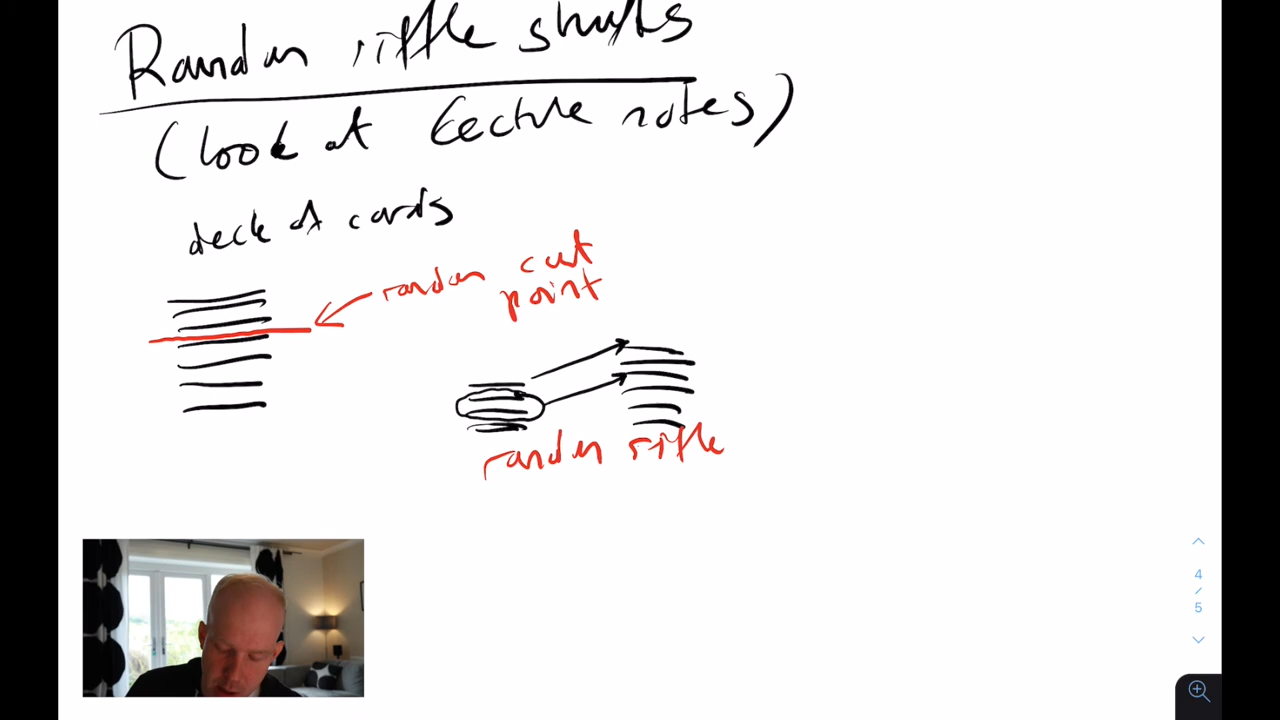 Random riffle shuffles
(look at lecture notes)
deck of cards
random cut
point
random riffle
4
/
5